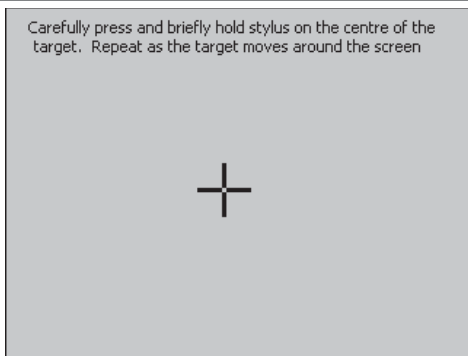 Carefully press and briefly hold stylus on the centre of the
target. Repeat as the target moves around the screen